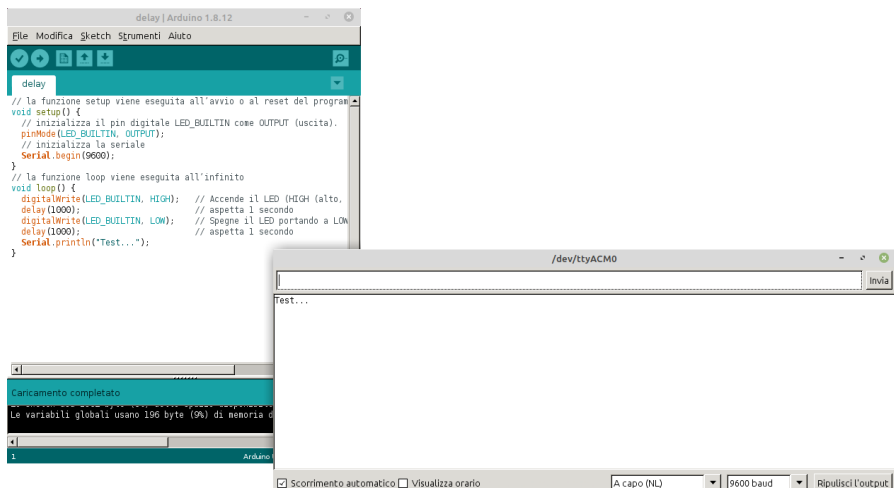 delay | Arduino 1.8.12
File Modifica Sketch Strumenti Aiuto
delay
// la funzione setup viene eseguita all'avvio o al reset del program
void setup() {
// inizializza il pin digitale LED_BUILTIN come OUTPUT (uscita).
pinMode(LED_BUILTIN, OUTPUT);
// inizializza la seriale
Serial.begin(9600);
}
// la funzione loop viene eseguita all'infinito
void loop() {
digitalWrite(LED_BUILTIN, HIGH); // Accende il LED (HIGH (alto,
delay(1000); // aspetta 1 secondo
digitalWrite(LED_BUILTIN, LOW); // Spegne il LED portando a LOW
delay(1000); // aspetta 1 secondo
Serial.println("Test...");
}
Caricamento completato
Le variabili globali usano 196 byte (9%) di memoria d
1 Arduino
/dev/ttyACM0
Invia
Test...
Scorrimento automatico Visualizza orario A capo (NL) 9600 baud Ripulisci l'output